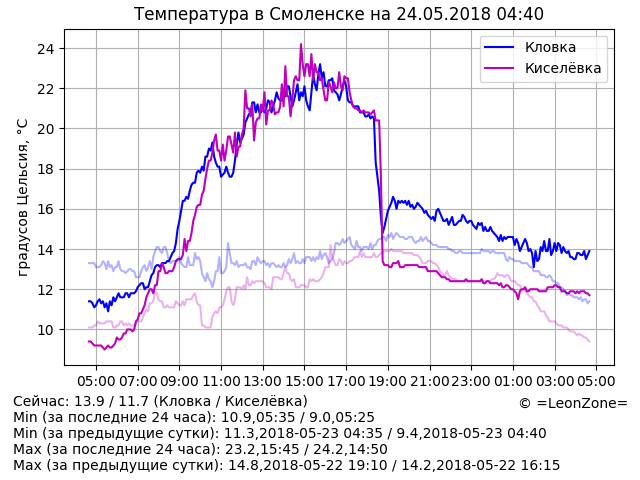 Температура в Смоленске на 24.05.2018 04:40
градусов Цельсия, °C
24
22
20
18
16
14
12
10
Кловка
Киселёвка
05:00 07:00 09:00 11:00 13:00 15:00 17:00 19:00 21:00 23:00 01:00 03:00 05:00
Сейчас: 13.9 / 11.7 (Кловка / Киселёвка)
© =LeonZone=
Min (за последние 24 часа): 10.9,05:35 / 9.0,05:25
Min (за предыдущие сутки): 11.3,2018-05-23 04:35 / 9.4,2018-05-23 04:40
Max (за последние 24 часа): 23.2,15:45 / 24.2,14:50
Max (за предыдущие сутки): 14.8,2018-05-22 19:10 / 14.2,2018-05-22 16:15